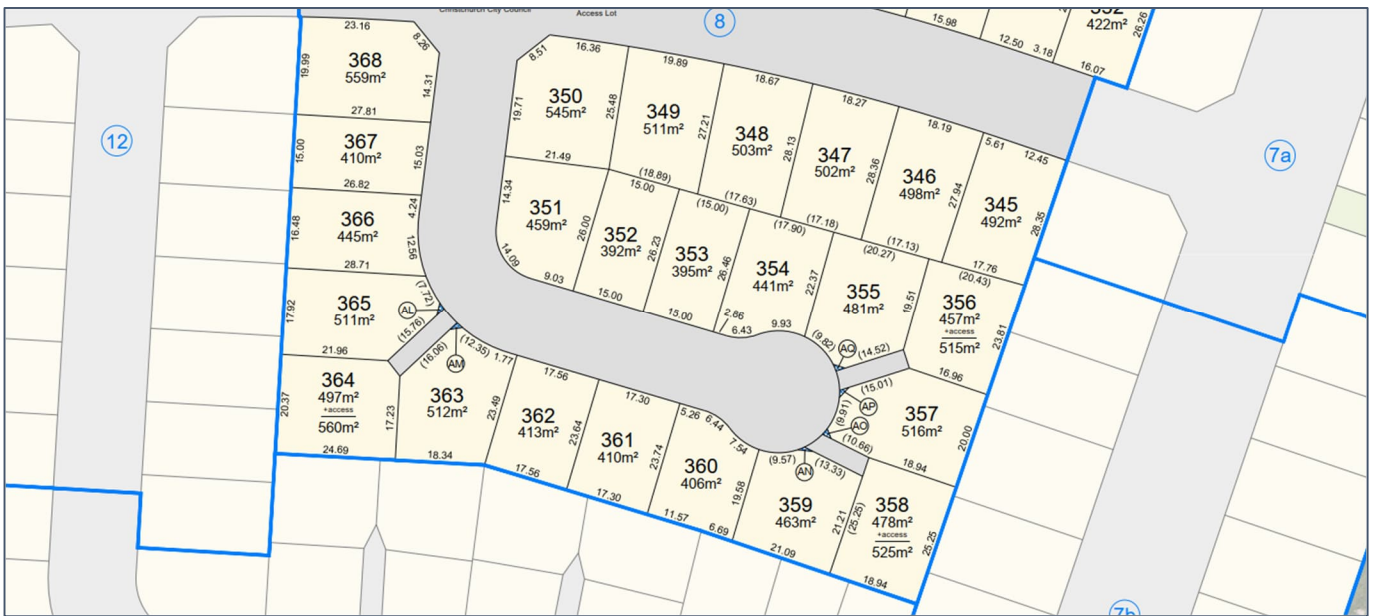 Christchurch City Council
Access Lot
8
12
7a
7b
422m²
15.98
12.50
3.18
16.07
26.26
23.16
8.26
19.99
368
559m²
14.31
27.81
367
410m²
15.00
15.03
26.82
366
445m²
16.48
4.24
12.56
28.71
365
511m²
17.92
(7.72)
AL
(15.76)
21.96
364
497m²
+access
560m²
20.37
17.23
24.69
(16.06)
AM
(12.35)
1.77
363
512m²
23.49
18.34
17.56
362
413m²
23.64
17.56
17.30
361
410m²
23.74
17.30
5.26
6.44
7.54
360
406m²
19.58
11.57
6.69
(9.57)
AN
(13.33)
359
463m²
21.21
(25.25)
21.09
358
478m²
+access
525m²
25.25
18.94
8.51
16.36
350
545m²
19.71
25.48
21.49
19.89
349
511m²
27.21
(18.89)
18.67
348
503m²
28.13
(17.63)
18.27
347
502m²
28.36
(17.18)
18.19
346
498m²
27.94
(17.13)
5.61
12.45
345
492m²
28.35
17.76
14.34
351
459m²
26.00
14.09
9.03
15.00
352
392m²
26.23
15.00
(15.00)
353
395m²
26.46
15.00
(17.90)
354
441m²
22.37
2.86
6.43
9.93
(20.27)
355
481m²
19.51
(9.82)
AQ
(14.52)
(20.43)
356
457m²
+access
515m²
23.81
16.96
(15.01)
AP
(9.91)
AO
(10.66)
357
516m²
20.00
18.94